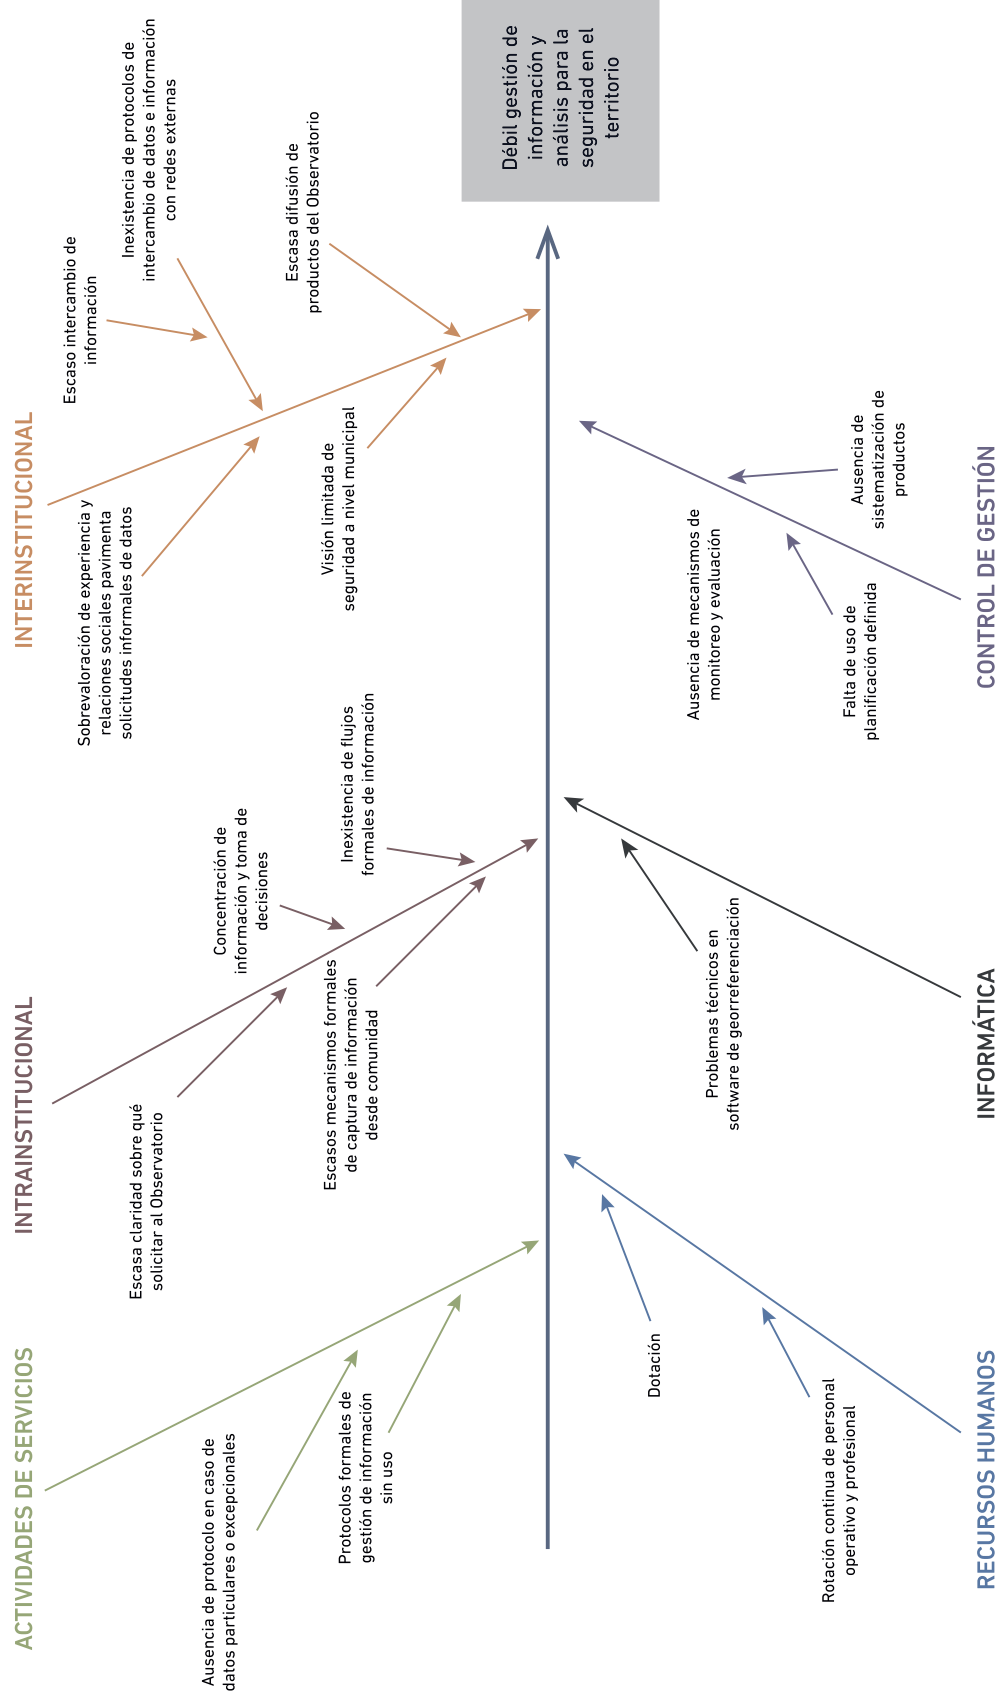 ACTIVIDADES DE SERVICIOS
Ausencia de protocolo en caso de
datos particulares o excepcionales
Protocolos formales de
gestión de información
sin uso
INTRAINSTITUCIONAL
Escasa claridad sobre qué
solicitar al Observatorio
Concentración de
información y toma de
decisiones
Escasos mecanismos formales
de captura de información
desde comunidad
Inexistencia de flujos
formales de información
INTERINSTITUCIONAL
Sobrevaloración de experiencia y
relaciones sociales pavimenta
solicitudes informales de datos
Escaso intercambio de
información
Inexistencia de protocolos de
intercambio de datos e información
con redes externas
Visión limitada de
seguridad a nivel municipal
Escasa difusión de
productos del Observatorio
Débil gestión de
información y
análisis para la
seguridad en el
territorio
Dotación
Rotación continua de personal
operativo y profesional
RECURSOS HUMANOS
Problemas técnicos en
software de georreferenciación
INFORMÁTICA
Ausencia de mecanismos de
monitoreo y evaluación
Falta de uso de
planificación definida
Ausencia de
sistematización de
productos
CONTROL DE GESTIÓN